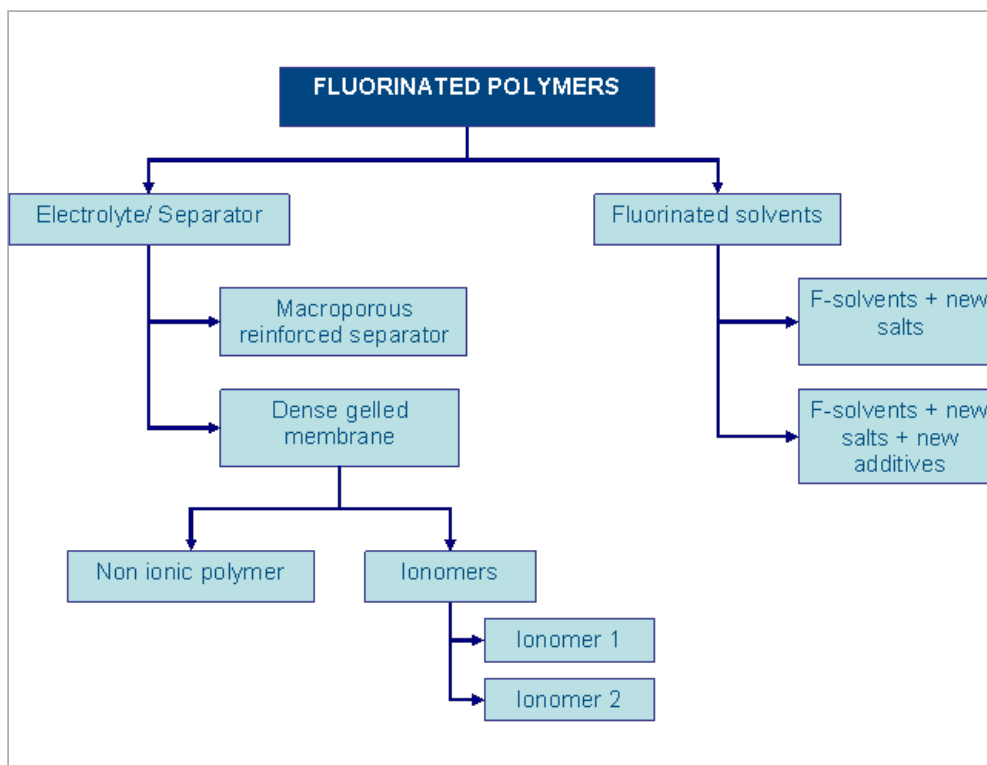 FLUORINATED POLYMERS
Electrolyte/ Separator
Fluorinated solvents
Macroporous
reinforced separator
F-solvents + new
salts
Dense gelled
membrane
F-solvents + new
salts + new
additives
Non ionic polymer
Ionomers
Ionomer 1
Ionomer 2